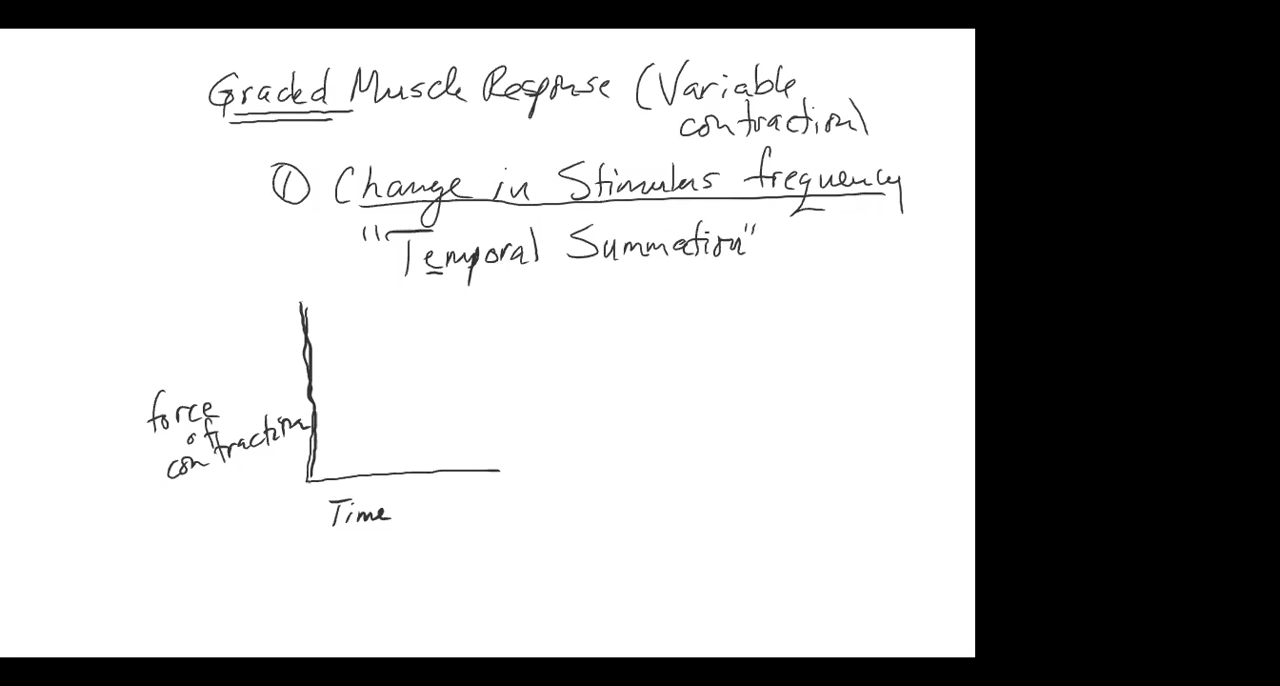 Graded Muscle Response (Variable
contraction)
① Change in Stimulus frequency
"Temporal Summation"
force
of
contraction
Time